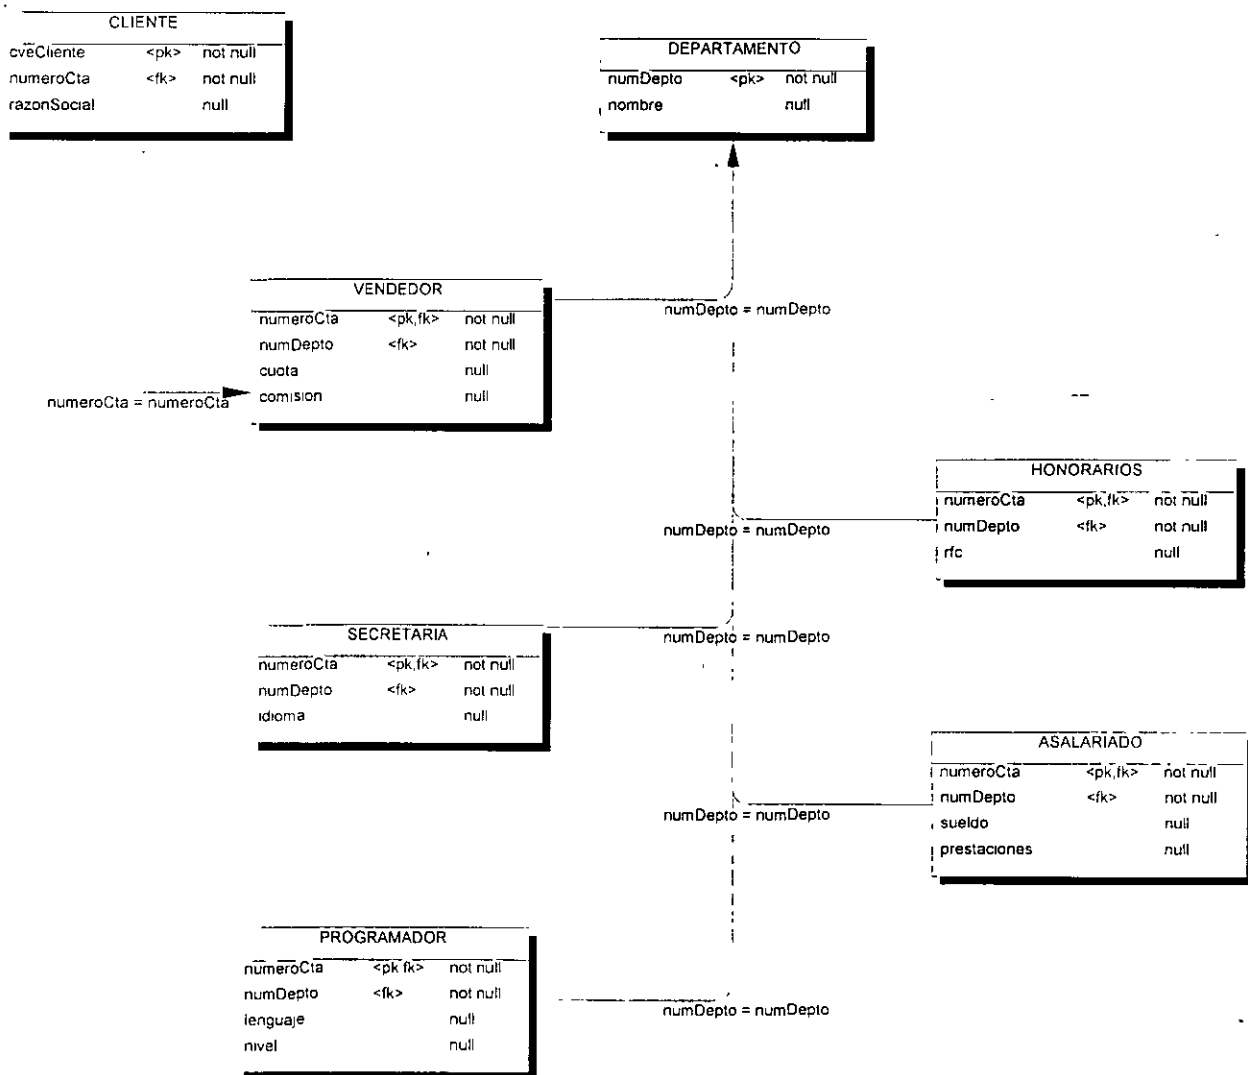 CLIENTE
cveCliente <pk> not null
numeroCta <fk> not null
razonSocial null
DEPARTAMENTO
numDepto <pk> not null
nombre null
VENDEDOR
numeroCta <pk,fk> not null
numDepto <fk> not null
cuota null
comision null
numDepto = numDepto
numeroCta = numeroCta
HONORARIOS
numeroCta <pk,fk> not null
numDepto <fk> not null
rfc null
numDepto = numDepto
SECRETARIA
numeroCta <pk,fk> not null
numDepto <fk> not null
idioma null
numDepto = numDepto
ASALARIADO
numeroCta <pk,fk> not null
numDepto <fk> not null
sueldo null
prestaciones null
numDepto = numDepto
PROGRAMADOR
numeroCta <pk fk> not null
numDepto <fk> not null
lenguaje null
nivel null
numDepto = numDepto